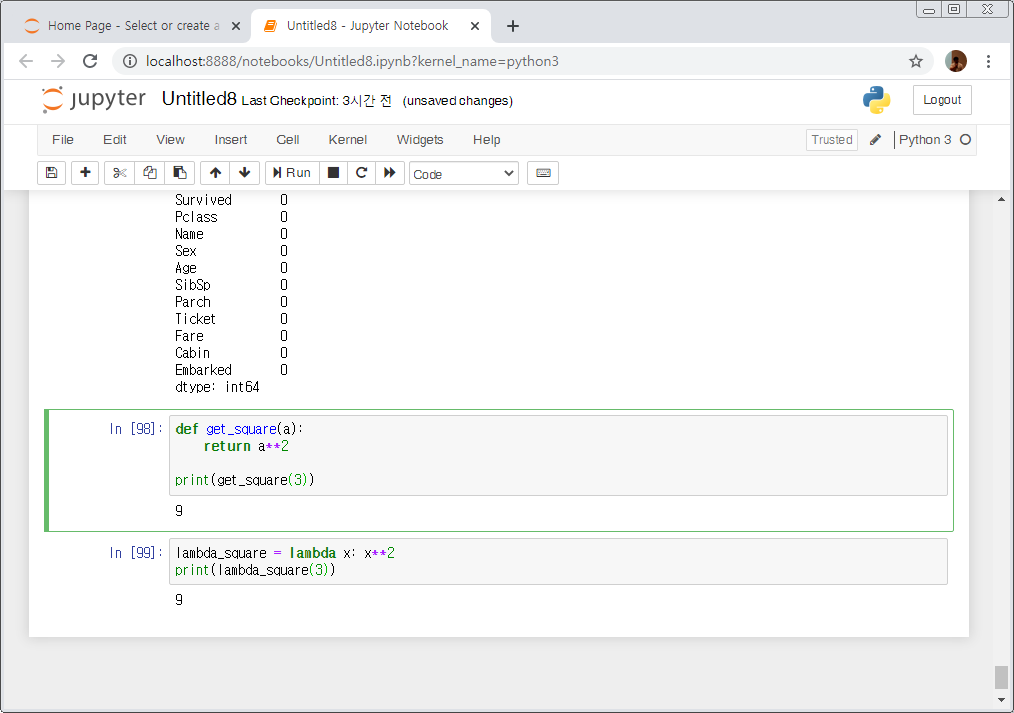 Home Page - Select or create a
Untitled8 - Jupyter Notebook
localhost:8888/notebooks/Untitled8.ipynb?kernel_name=python3
jupyter Untitled8 Last Checkpoint: 3시간 전 (unsaved changes)
Logout
File Edit View Insert Cell Kernel Widgets Help
Trusted
Python 3
Run
Code
Survived 0
Pclass 0
Name 0
Sex 0
Age 0
SibSp 0
Parch 0
Ticket 0
Fare 0
Cabin 0
Embarked 0
dtype: int64
In [98]: def get_square(a):
    return a**2
print(get_square(3))
9
In [99]: lambda_square = lambda x: x**2
print(lambda_square(3))
9